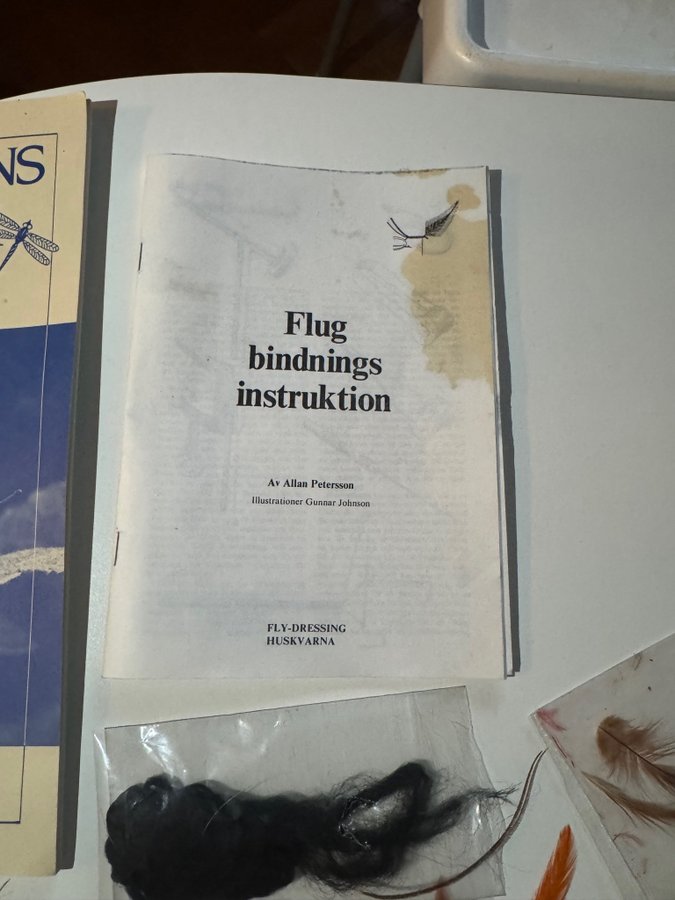 NS
Flug
bindnings
instruktion
Av Allan Petersson
Illustrationer Gunnar Johnson
FLY-DRESSING
HUSKVARNA